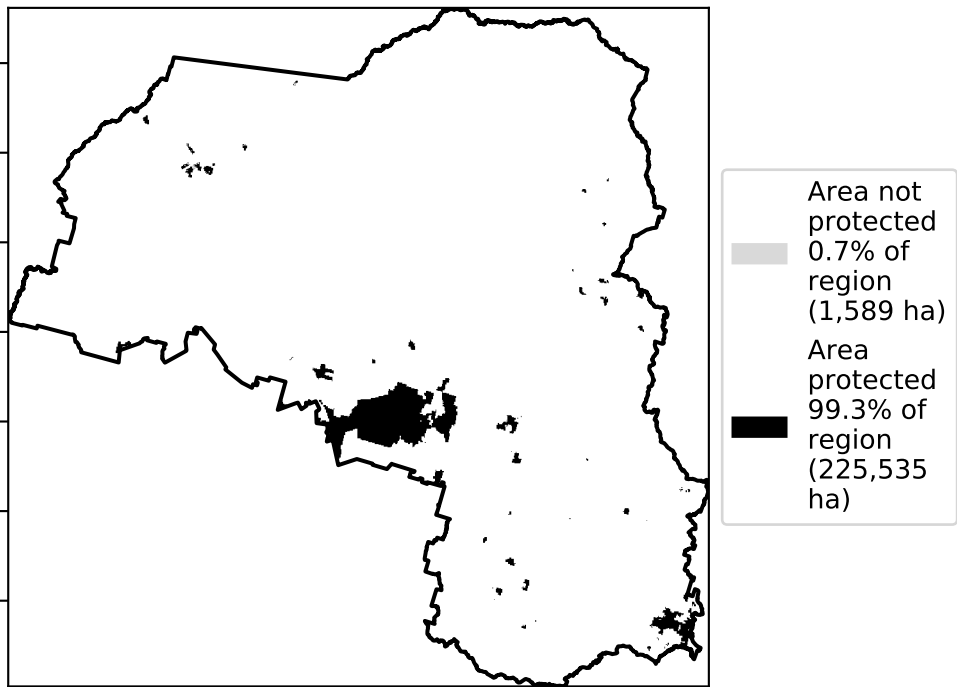 Area not
protected
0.7% of
region
(1,589 ha)
Area
protected
99.3% of
region
(225,535
ha)